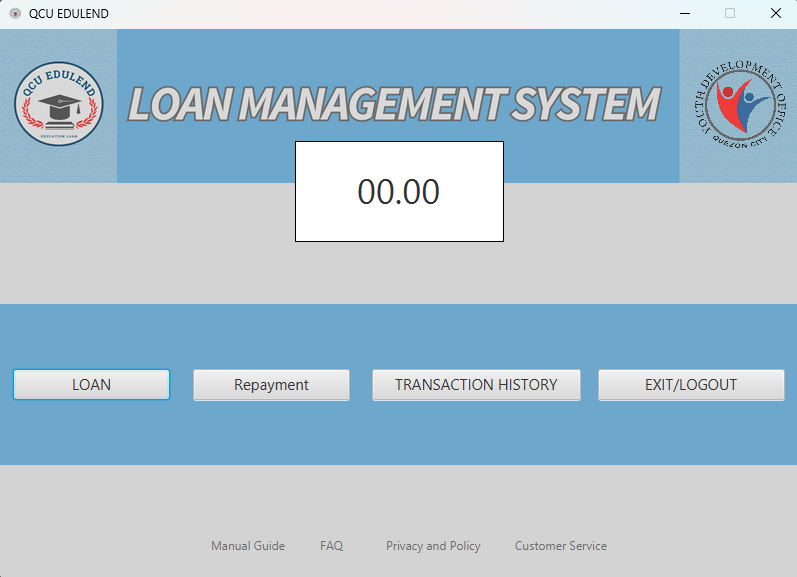 QCU EDULEND
QCU EDULEND
EDUCATION LOAN
LOAN MANAGEMENT SYSTEM
YOUTH DEVELOPMENT OFFICE
QUEZON CITY
00.00
LOAN
Repayment
TRANSACTION HISTORY
EXIT/LOGOUT
Manual Guide
FAQ
Privacy and Policy
Customer Service